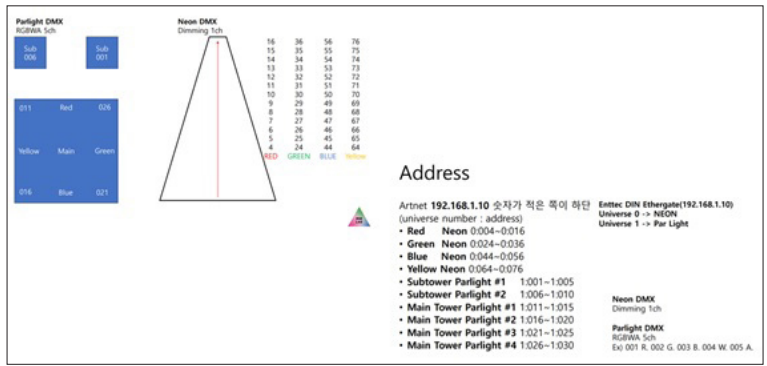 Parlight DMX
RGBWA 5ch
Sub
006
Sub
001
011 Red 026
Yellow Main Green
016 Blue 021
Neon DMX
Dimming 1ch
16 36 56 76
15 35 55 75
14 34 54 74
13 33 53 73
12 32 52 72
11 31 51 71
10 30 50 70
9 29 49 69
8 28 48 68
7 27 47 67
6 26 46 66
5 25 45 65
4 24 44 64
RED GREEN BLUE Yellow
Address
Artnet 192.168.1.10 숫자가 적은 쪽이 하단
(universe number : address)
• Red Neon 0:004~0:016
• Green Neon 0:024~0:036
• Blue Neon 0:044~0:056
• Yellow Neon 0:064~0:076
• Subtower Parlight #1 1:001~1:005
• Subtower Parlight #2 1:006~1:010
• Main Tower Parlight #1 1:011~1:015
• Main Tower Parlight #2 1:016~1:020
• Main Tower Parlight #3 1:021~1:025
• Main Tower Parlight #4 1:026~1:030
Enttec DIN Ethergate(192.168.1.10)
Universe 0 -> NEON
Universe 1 -> Par Light
Neon DMX
Dimming 1ch
Parlight DMX
RGBWA 5ch
Ex) 001 R. 002 G. 003 B. 004 W. 005 A.